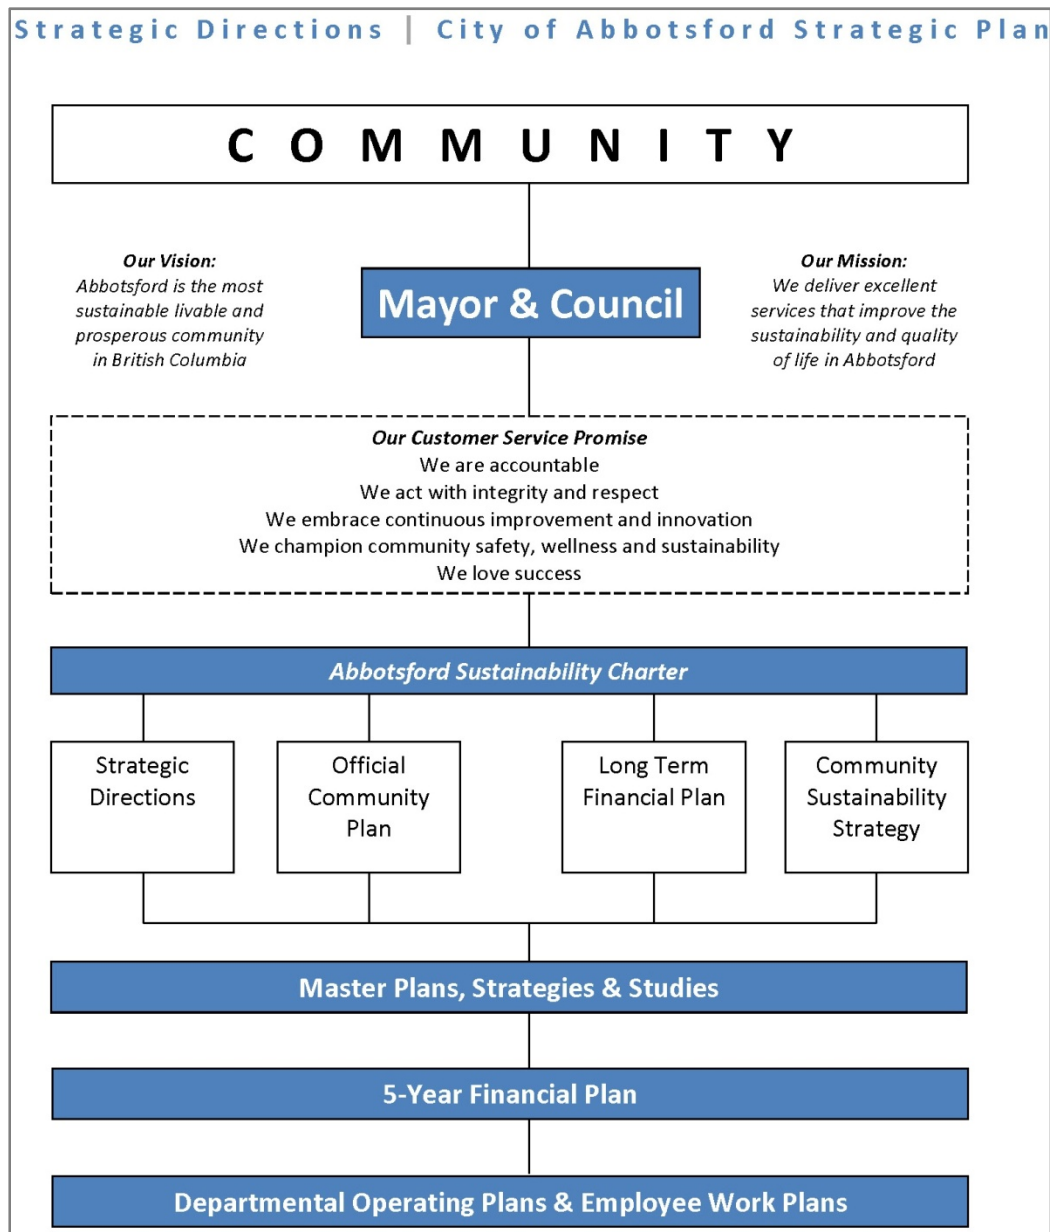 Strategic Directions | City of Abbotsford Strategic Plan
COMMUNITY
Our Vision:
Abbotsford is the most
sustainable livable and
prosperous community
in British Columbia
Mayor & Council
Our Mission:
We deliver excellent
services that improve the
sustainability and quality
of life in Abbotsford
Our Customer Service Promise
We are accountable
We act with integrity and respect
We embrace continuous improvement and innovation
We champion community safety, wellness and sustainability
We love success
Abbotsford Sustainability Charter
Strategic
Directions
Official
Community
Plan
Long Term
Financial Plan
Community
Sustainability
Strategy
Master Plans, Strategies & Studies
5-Year Financial Plan
Departmental Operating Plans & Employee Work Plans